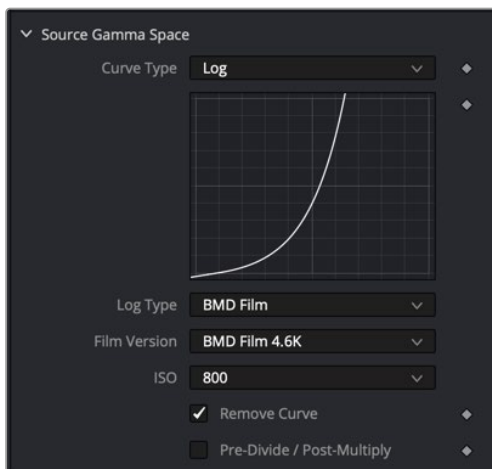 Source Gamma Space
Curve Type Log
Log Type BMD Film
Film Version BMD Film 4.6K
ISO 800
Remove Curve
Pre-Divide / Post-Multiply